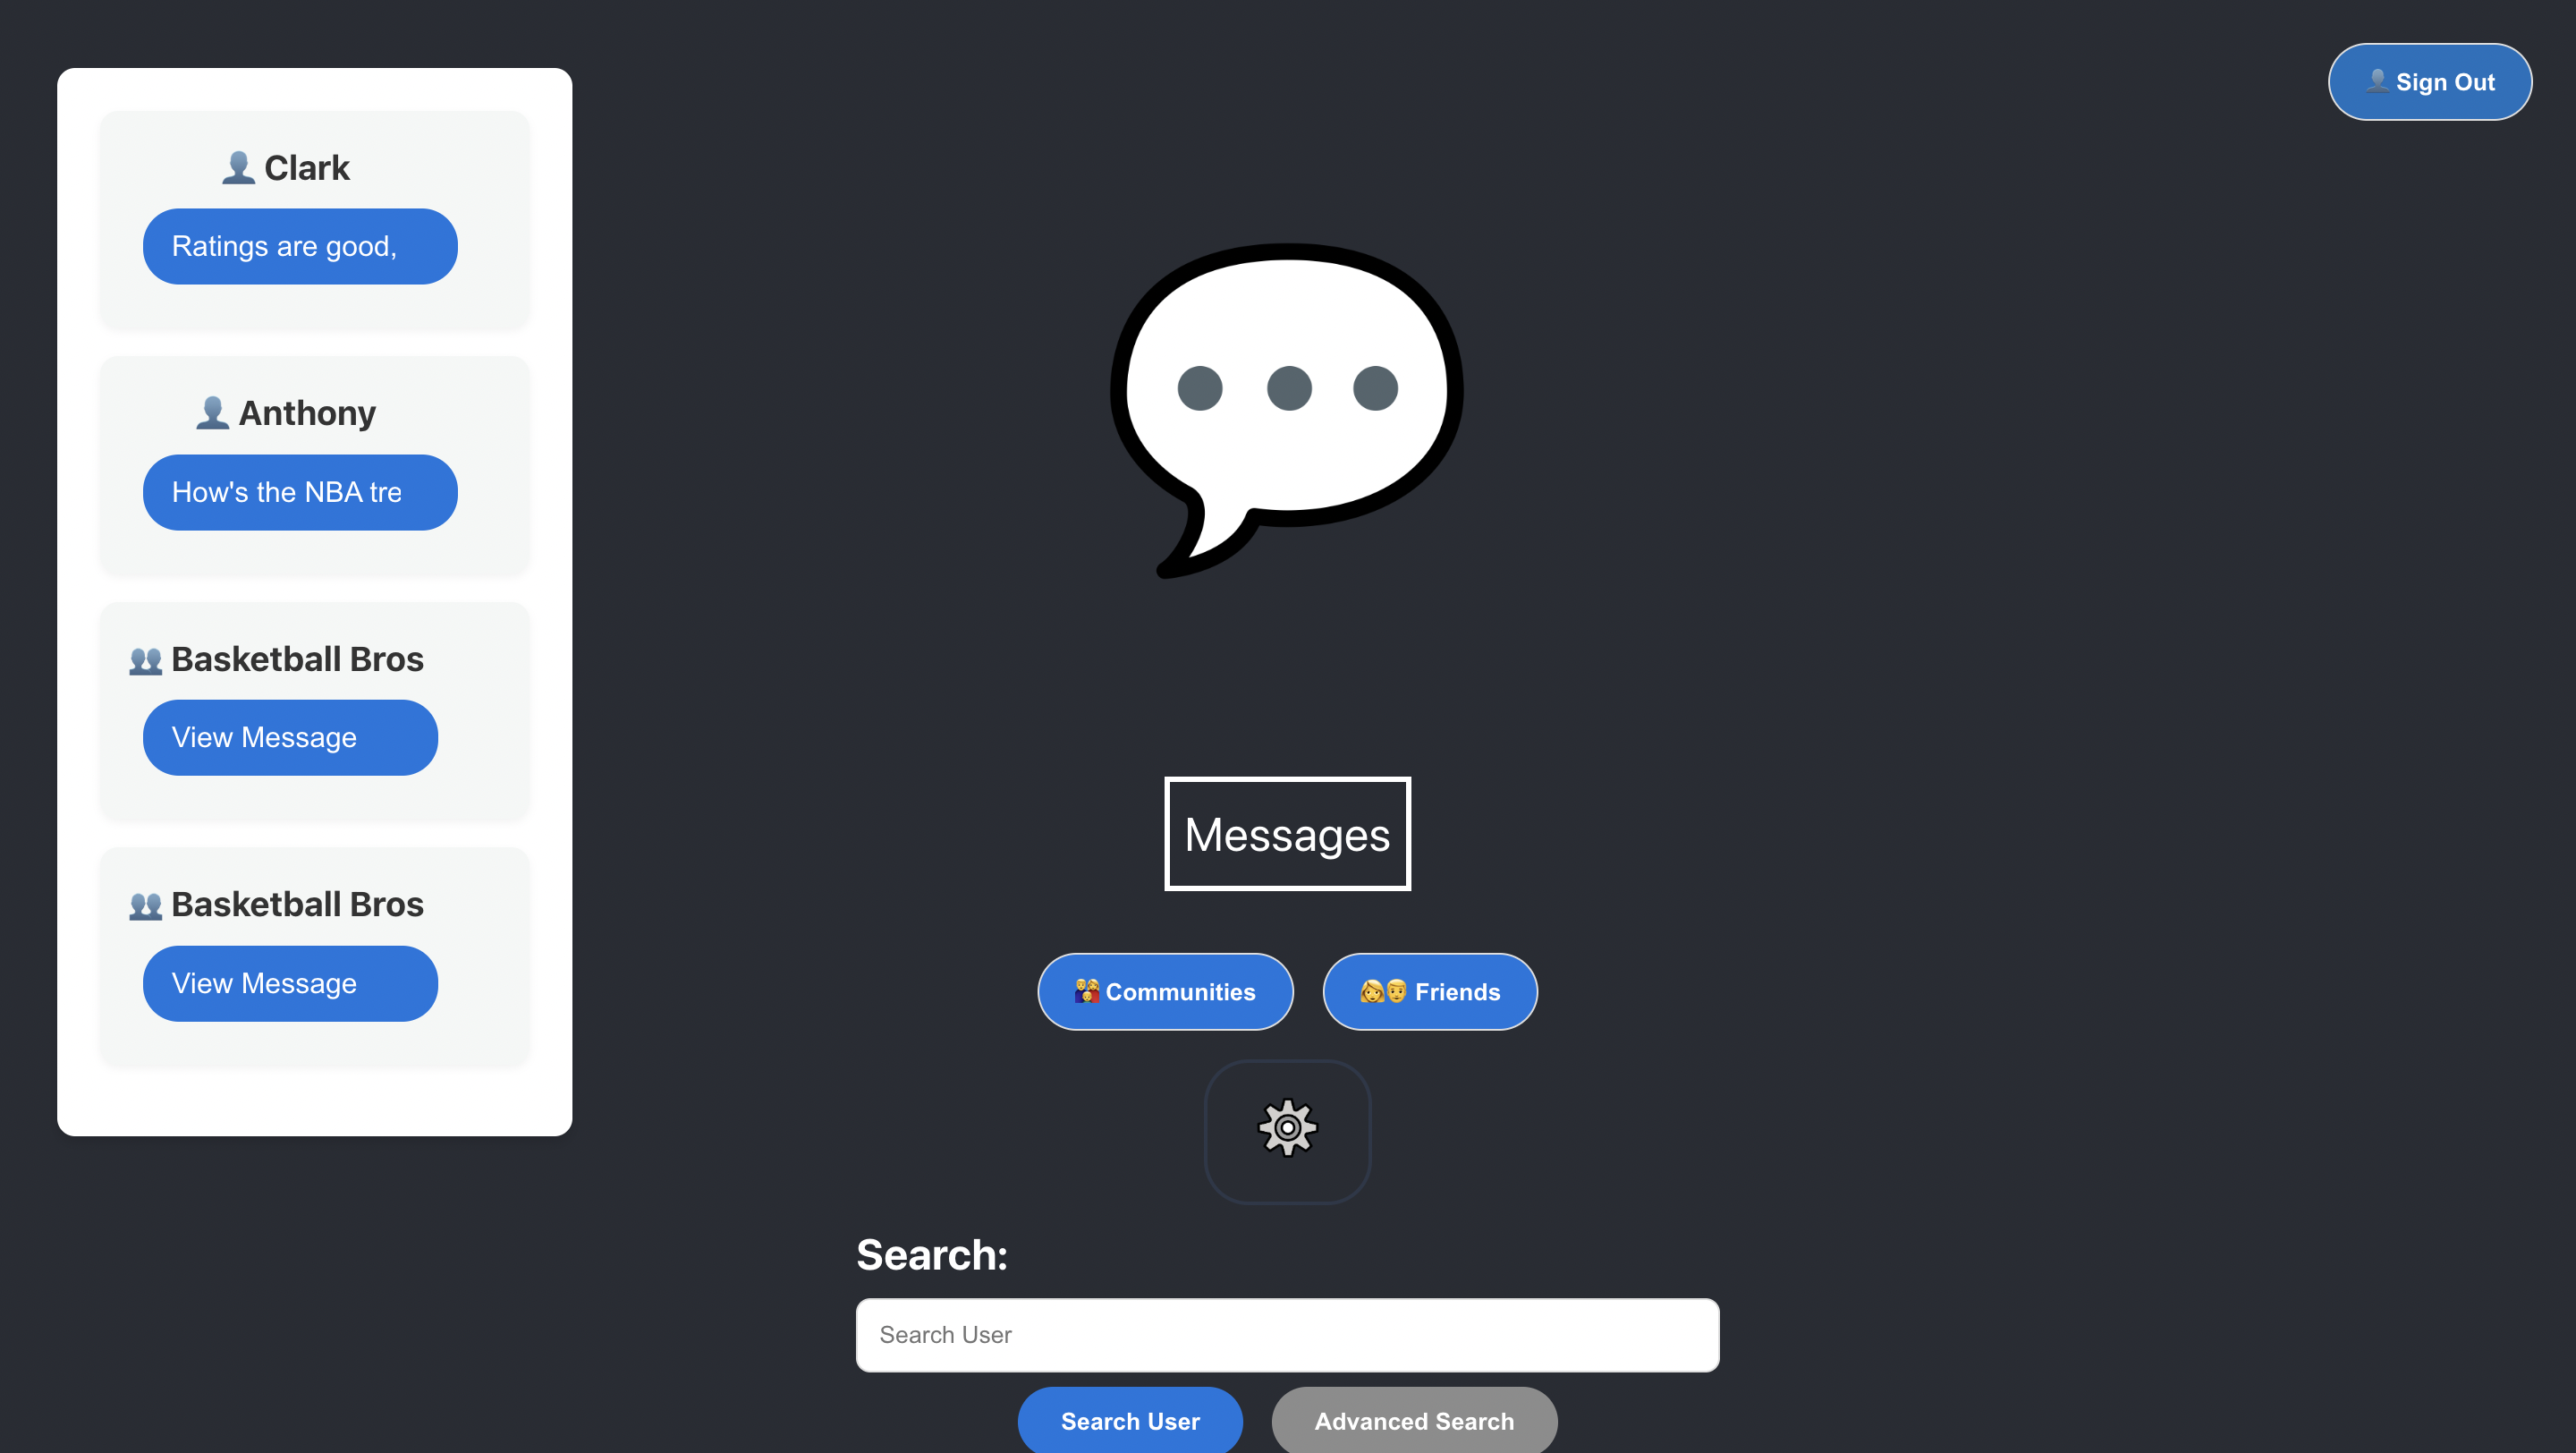 Sign Out
Clark
Ratings are good,
Anthony
How's the NBA tre
Basketball Bros
View Message
Basketball Bros
View Message
Messages
Communities
Friends
Search:
Search User
Search User
Advanced Search